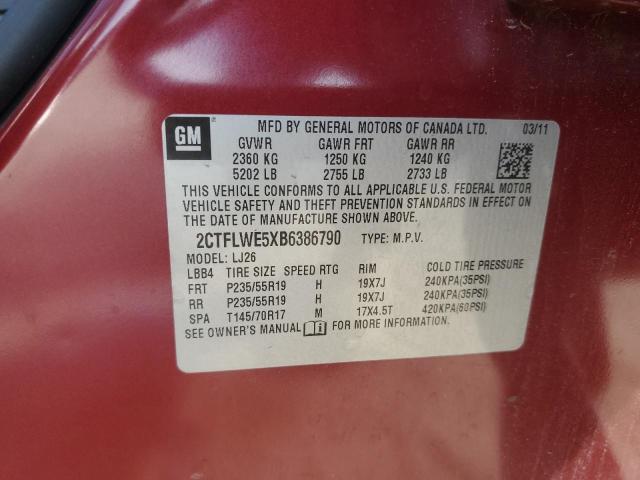 GM MFD BY GENERAL MOTORS OF CANADA LTD. 03/11
GVWR GAWR FRT GAWR RR
2360 KG 1250 KG 1240 KG
5202 LB 2755 LB 2733 LB
THIS VEHICLE CONFORMS TO ALL APPLICABLE U.S. FEDERAL MOTOR
VEHICLE SAFETY AND THEFT PREVENTION STANDARDS IN EFFECT ON
THE DATE OF MANUFACTURE SHOWN ABOVE.
2CTFLWE5XB6386790 TYPE: M.P.V.
MODEL: LJ26
LBB4 TIRE SIZE SPEED RTG RIM COLD TIRE PRESSURE
FRT P235/55R19 H 19X7J 240KPA(35PSI)
RR P235/55R19 H 19X7J 240KPA(35PSI)
SPA T145/70R17 M 17X4.5T 420KPA(60PSI)
SEE OWNER'S MANUAL FOR MORE INFORMATION.